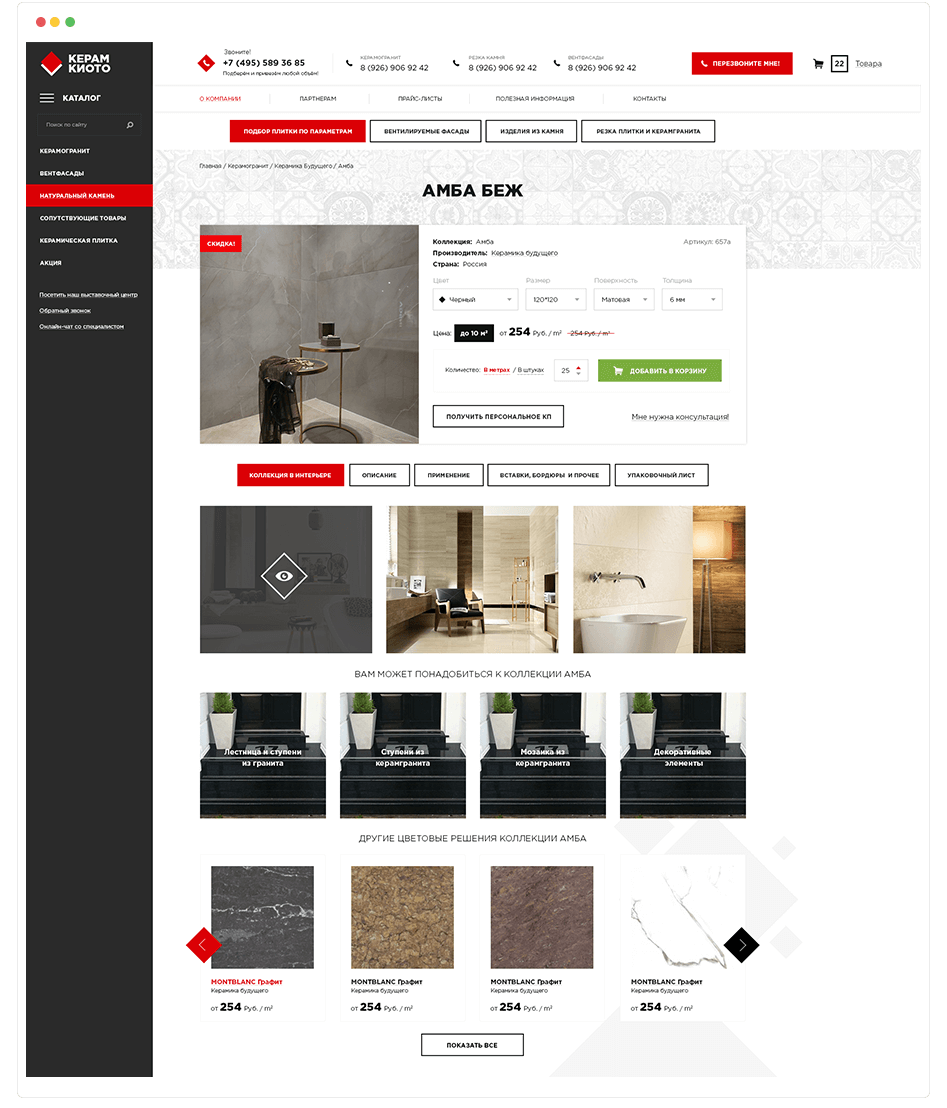 КЕРАМ
КИОТО
КАТАЛОГ
Поиск по сайту
КЕРАМОГРАНИТ
ВЕНТФАСАДЫ
НАТУРАЛЬНЫЙ КАМЕНЬ
СОПУТСТВУЮЩИЕ ТОВАРЫ
КЕРАМИЧЕСКАЯ ПЛИТКА
АКЦИЯ
Посетить наш выставочный центр
Обратный звонок
Онлайн-чат со специалистом
Звоните!
+7 (495) 589 36 85
Подберём и привезём любой объём!
КЕРАМОГРАНИТ
8 (926) 906 92 42
РЕЗКА КАМНЯ
8 (926) 906 92 42
ВЕНТФАСАДЫ
8 (926) 906 92 42
ПЕРЕЗВОНИТЕ МНЕ!
22 Товара
О КОМПАНИИ ПАРТНЕРАМ ПРАЙС-ЛИСТЫ ПОЛЕЗНАЯ ИНФОРМАЦИЯ КОНТАКТЫ
ПОДБОР ПЛИТКИ ПО ПАРАМЕТРАМ ВЕНТИЛИРУЕМЫЕ ФАСАДЫ ИЗДЕЛИЯ ИЗ КАМНЯ РЕЗКА ПЛИТКИ И КЕРАМГРАНИТА
Главная / Керамогранит / Керамика Будущего / Амба
АМБА БЕЖ
СКИДКА!
Коллекция: Амба Артикул: 657a
Производитель: Керамика будущего
Страна: Россия
Цвет Размер Поверхность Толщина
Черный 120*120 Матовая 6 мм
Цена: до 10 м² от 254 Руб. / m² 254 Руб. / m²
Количество: В метрах / В штуках 25 ДОБАВИТЬ В КОРЗИНУ
ПОЛУЧИТЬ ПЕРСОНАЛЬНОЕ КП Мне нужна консультация!
КОЛЛЕКЦИЯ В ИНТЕРЬЕРЕ ОПИСАНИЕ ПРИМЕНЕНИЕ ВСТАВКИ, БОРДЮРЫ И ПРОЧЕЕ УПАКОВОЧНЫЙ ЛИСТ
ВАМ МОЖЕТ ПОНАДОБИТЬСЯ К КОЛЛЕКЦИИ АМБА
Лестница и ступени
из гранита
Ступени из
керамгранита
Мозаика из
керамгранита
Декоративные
элементы
ДРУГИЕ ЦВЕТОВЫЕ РЕШЕНИЯ КОЛЛЕКЦИИ АМБА
MONTBLANC Графит
Керамика будущего
от 254 Руб. / m²
MONTBLANC Графит
Керамика будущего
от 254 Руб. / m²
MONTBLANC Графит
Керамика будущего
от 254 Руб. / m²
MONTBLANC Графит
Керамика будущего
от 254 Руб. / m²
ПОКАЗАТЬ ВСЕ